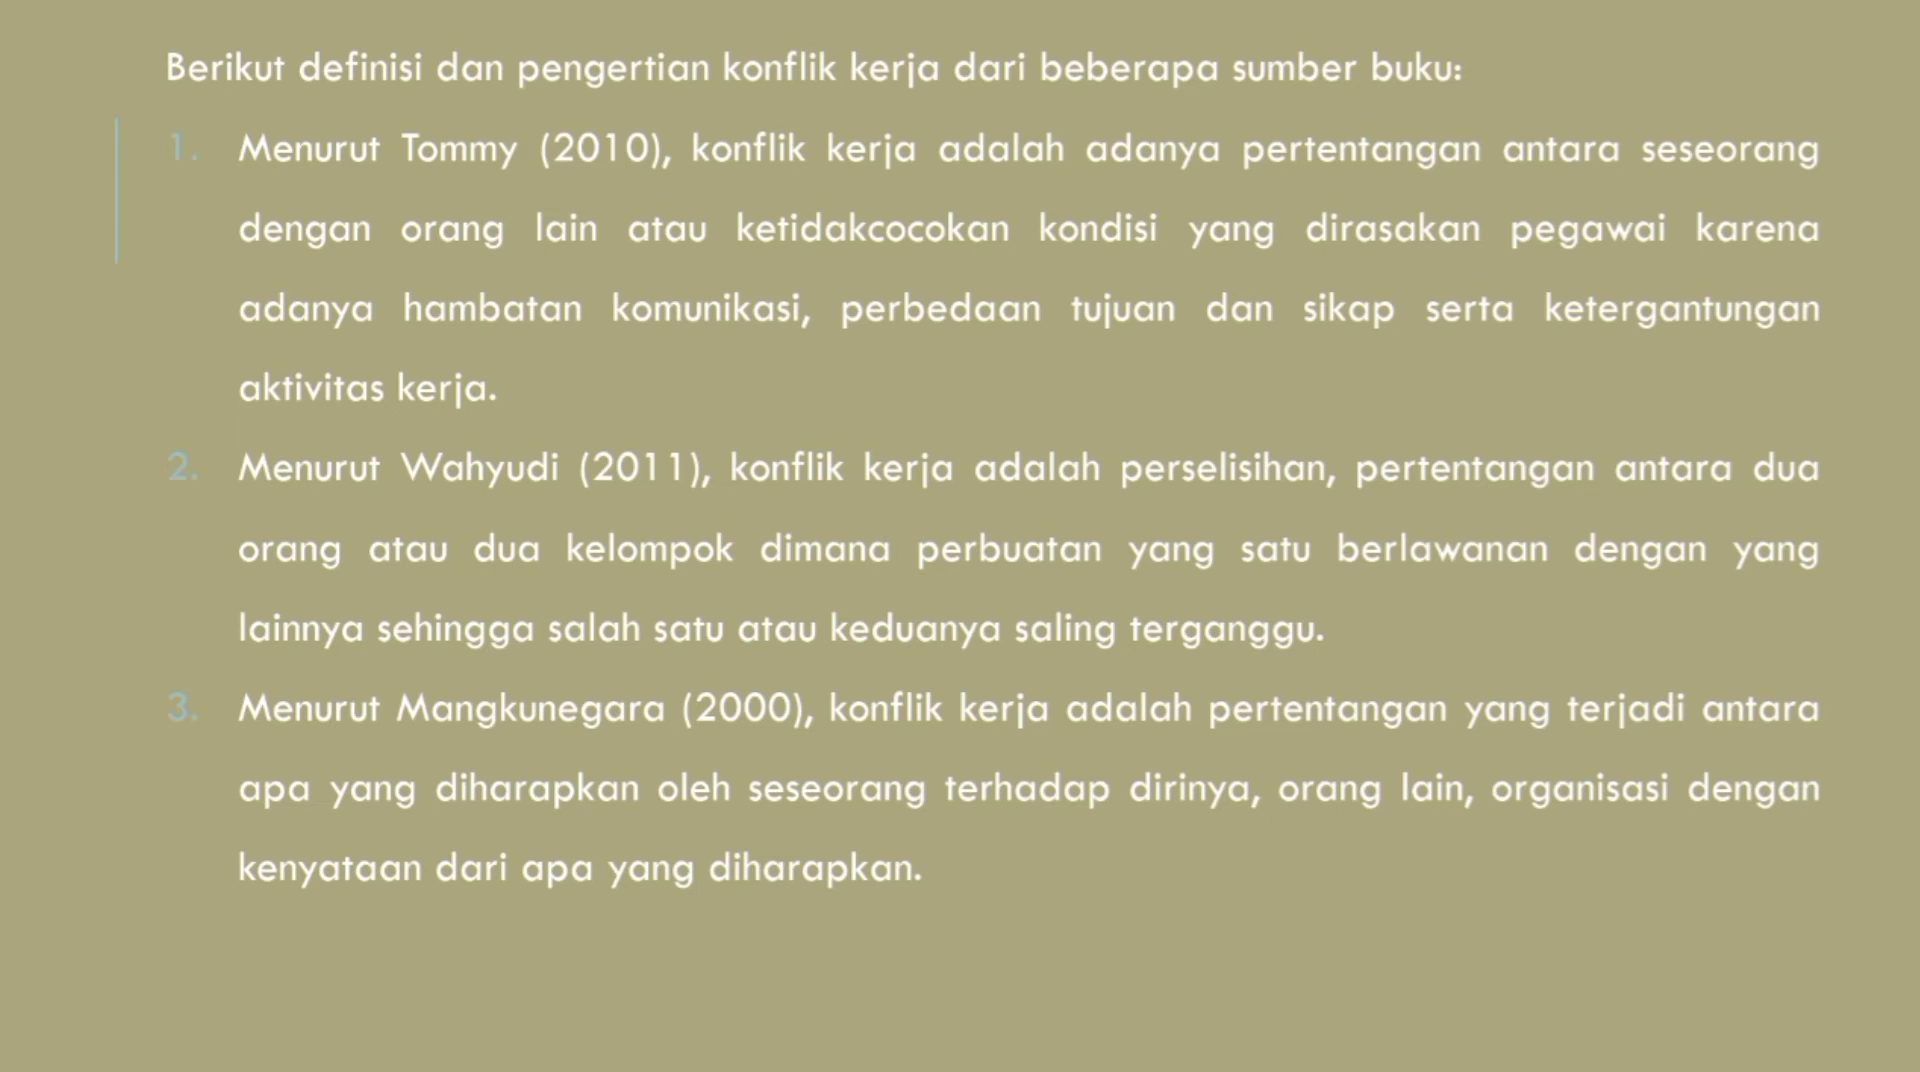 Berikut definisi dan pengertian konflik kerja dari beberapa sumber buku:
1. Menurut Tommy (2010), konflik kerja adalah adanya pertentangan antara seseorang
dengan orang lain atau ketidakcocokan kondisi yang dirasakan pegawai karena
adanya hambatan komunikasi, perbedaan tujuan dan sikap serta ketergantungan
aktivitas kerja.
2. Menurut Wahyudi (2011), konflik kerja adalah perselisihan, pertentangan antara dua
orang atau dua kelompok dimana perbuatan yang satu berlawanan dengan yang
lainnya sehingga salah satu atau keduanya saling terganggu.
3. Menurut Mangkunegara (2000), konflik kerja adalah pertentangan yang terjadi antara
apa yang diharapkan oleh seseorang terhadap dirinya, orang lain, organisasi dengan
kenyataan dari apa yang diharapkan.